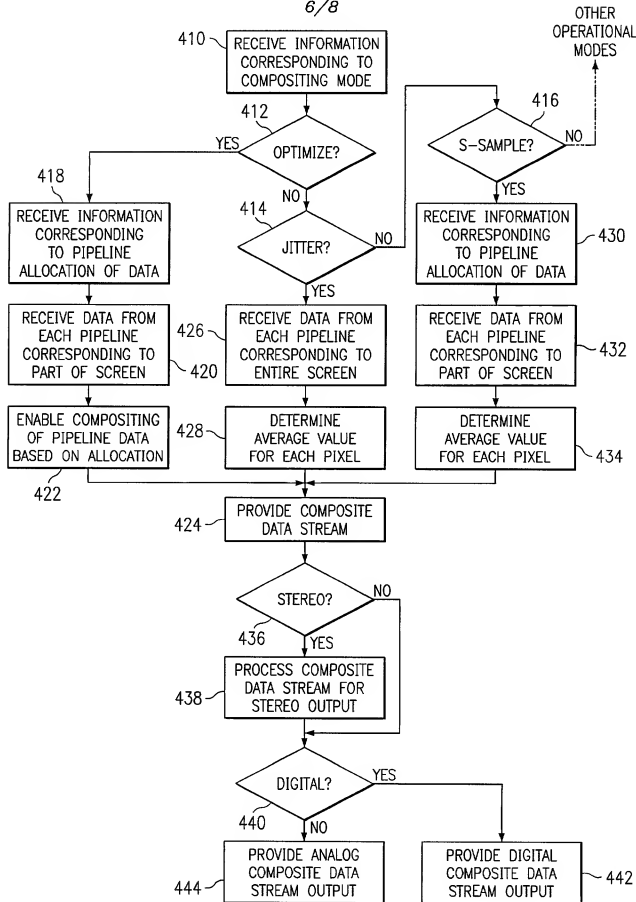 6/8
OTHER
OPERATIONAL
MODES
410
RECEIVE INFORMATION
CORRESPONDING TO
COMPOSITING MODE
412
OPTIMIZE?
YES
NO
416
S-SAMPLE?
NO
YES
414
JITTER?
NO
YES
418
RECEIVE INFORMATION
CORRESPONDING
TO PIPELINE
ALLOCATION OF DATA
RECEIVE INFORMATION
CORRESPONDING
TO PIPELINE
ALLOCATION OF DATA
430
RECEIVE DATA FROM
EACH PIPELINE
CORRESPONDING TO
PART OF SCREEN
420
426
RECEIVE DATA FROM
EACH PIPELINE
CORRESPONDING TO
ENTIRE SCREEN
RECEIVE DATA FROM
EACH PIPELINE
CORRESPONDING TO
PART OF SCREEN
432
ENABLE COMPOSITING
OF PIPELINE DATA
BASED ON ALLOCATION
422
428
DETERMINE
AVERAGE VALUE
FOR EACH PIXEL
DETERMINE
AVERAGE VALUE
FOR EACH PIXEL
434
424
PROVIDE COMPOSITE
DATA STREAM
STEREO?
NO
436
YES
438
PROCESS COMPOSITE
DATA STREAM FOR
STEREO OUTPUT
DIGITAL?
YES
440
NO
444
PROVIDE ANALOG
COMPOSITE DATA
STREAM OUTPUT
PROVIDE DIGITAL
COMPOSITE DATA
STREAM OUTPUT
442